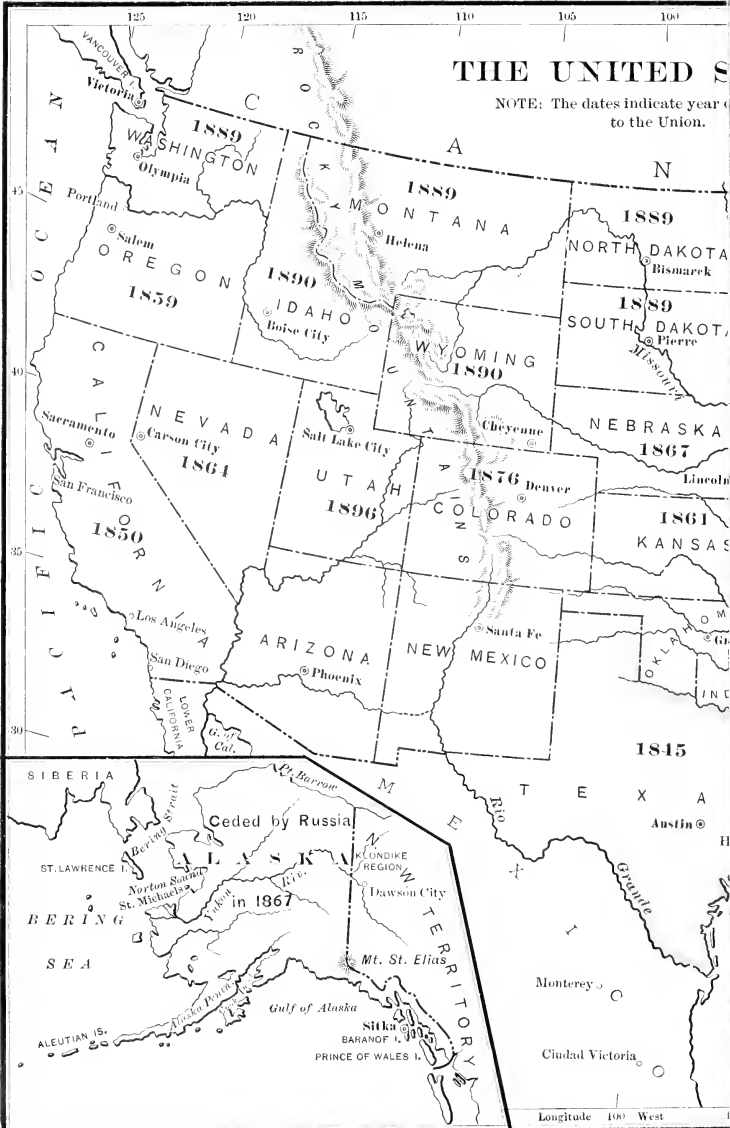 125 115 110 105 100
THE UNITED S
NOTE: The dates indicate year
to the Union.
VANCOUVER I.
Victoria
C A N
ROCKY MOUNTAINS
1889
WASHINGTON
Olympia
1889
MONTANA
Helena
1889
NORTH DAKOTA
Bismarck
45
Portland
Salem
OREGON
1859
1890
IDAHO
Boise City
1889
SOUTH DAKOTA
Pierre
Missouri
WYOMING
1890
Cheyenne
40
PACIFIC OCEAN
CALIFORNIA
Sacramento
San Francisco
1850
NEVADA
Carson City
1864
Salt Lake City
UTAH
1896
NEBRASKA
1867
Lincoln
1876
Denver
COLORADO
1861
KANSAS
35
Los Angeles
San Diego
ARIZONA
Phoenix
Santa Fe
NEW MEXICO
OKLAHOM
IND
LOWER
CALIFORNIA
G. of
Cal.
30
1845
TEXA
Austin
H
Rio Grande
MEXI
Monterey
Ciudad Victoria
Longitude 100 West
SIBERIA
Bering Strait
Pt. Barrow
Ceded by Russia
ALASKA
ST. LAWRENCE I.
Norton Sound
St. Michaels
Yukon Riv.
in 1867
KLONDIKE
REGION
Dawson City
N W TERRITORY
BERING
SEA
Mt. St. Elias
Alaska Penin.
Gulf of Alaska
ALEUTIAN IS.
Sitka
BARANOF I.
PRINCE OF WALES I.